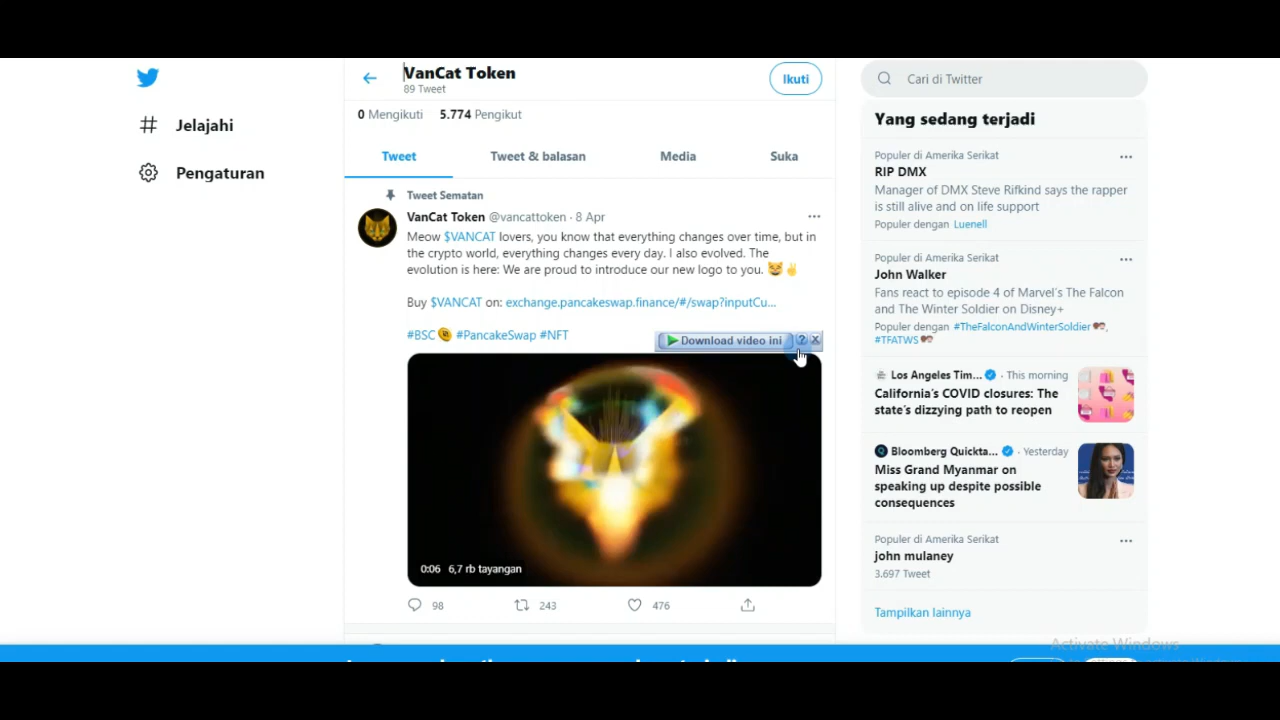 VanCat Token
89 Tweet
Ikuti
Cari di Twitter
Jelajahi
Pengaturan
0 Mengikuti 5.774 Pengikut
Tweet Tweet & balasan Media Suka
Tweet Sematan
VanCat Token @vancattoken · 8 Apr
Meow $VANCAT lovers, you know that everything changes over time, but in
the crypto world, everything changes every day. I also evolved. The
evolution is here: We are proud to introduce our new logo to you. 😸✌
Buy $VANCAT on: exchange.pancakeswap.finance/#/swap?inputCu...
#BSC #PancakeSwap #NFT
Download video ini ? X
0:06 6,7 rb tayangan
98 243 476
Yang sedang terjadi
Populer di Amerika Serikat
RIP DMX
Manager of DMX Steve Rifkind says the rapper
is still alive and on life support
Populer dengan Luenell
Populer di Amerika Serikat
John Walker
Fans react to episode 4 of Marvel's The Falcon
and The Winter Soldier on Disney+
Populer dengan #TheFalconAndWinterSoldier,
#TFATWS
Los Angeles Tim... · This morning
California's COVID closures: The
state's dizzying path to reopen
Bloomberg Quickta... · Yesterday
Miss Grand Myanmar on
speaking up despite possible
consequences
Populer di Amerika Serikat
john mulaney
3.697 Tweet
Tampilkan lainnya
Activate Windows